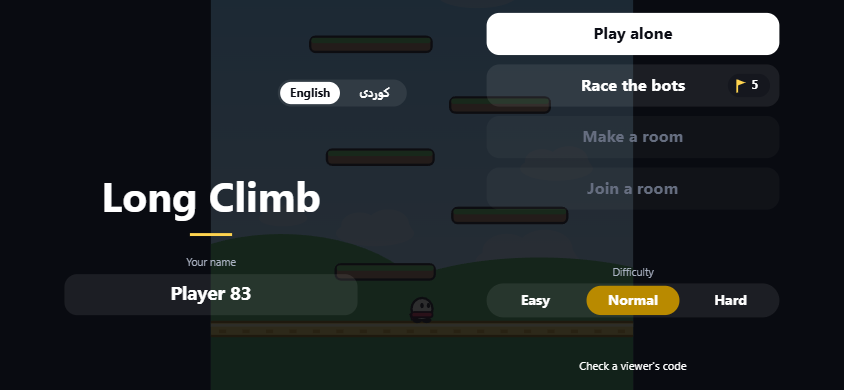 Play alone
Race the bots 5
English كوردی
Make a room
Join a room
Long Climb
Your name
Player 83
Difficulty
Easy Normal Hard
Check a viewer's code